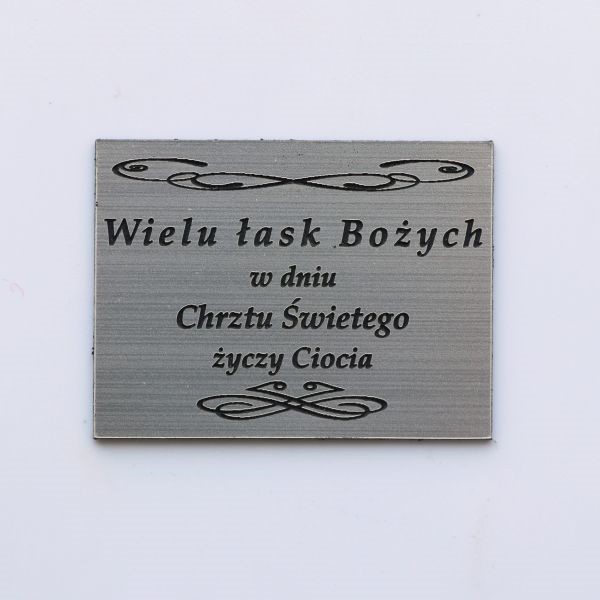 Wielu łask Bożych
w dniu
Chrztu Świetego
życzy Ciocia